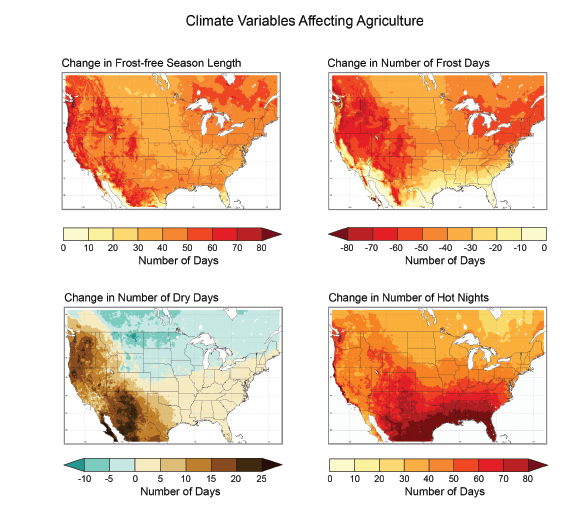 Climate Variables Affecting Agriculture
Change in Frost-free Season Length
Change in Number of Frost Days
0 10 20 30 40 50 60 70 80
Number of Days
-80 -70 -60 -50 -40 -30 -20 -10 0
Number of Days
Change in Number of Dry Days
Change in Number of Hot Nights
-10 -5 0 5 10 15 20 25
Number of Days
0 10 20 30 40 50 60 70 80
Number of Days